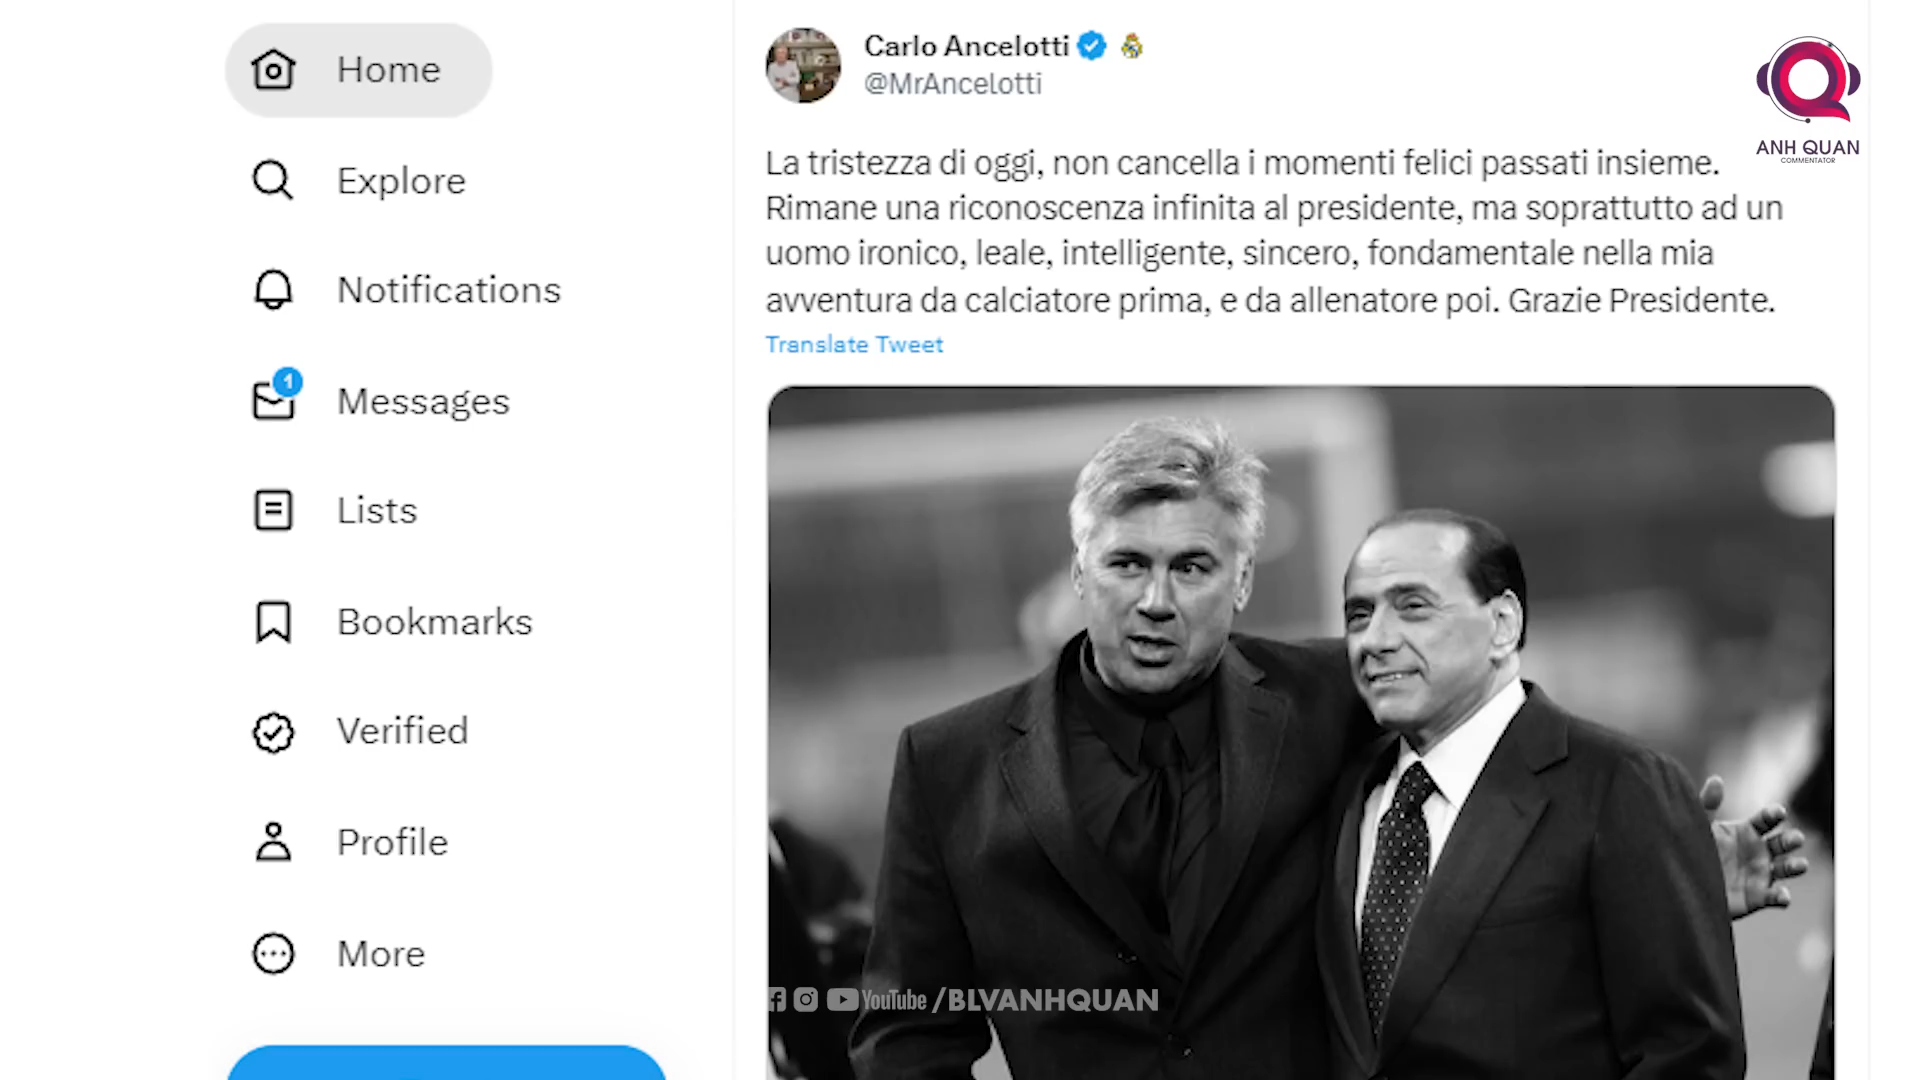 Home
Explore
Notifications
1
Messages
Lists
Bookmarks
Verified
Profile
More
Carlo Ancelotti
@MrAncelotti
La tristezza di oggi, non cancella i momenti felici passati insieme.
Rimane una riconoscenza infinita al presidente, ma soprattutto ad un
uomo ironico, leale, intelligente, sincero, fondamentale nella mia
avventura da calciatore prima, e da allenatore poi. Grazie Presidente.
Translate Tweet
ANH QUAN
COMMENTATOR
YouTube /BLVANHQUAN